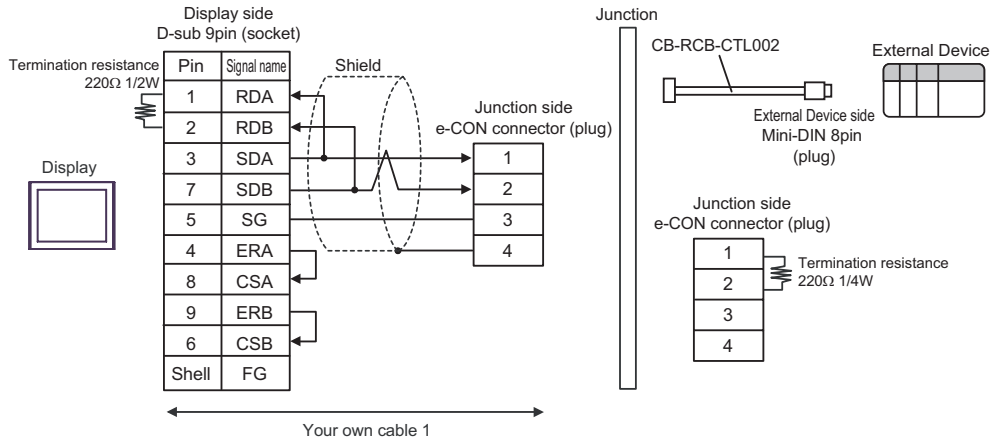 Display side
D-sub 9pin (socket)
Termination resistance
220Ω 1/2W
Pin Signal name
1 RDA
2 RDB
3 SDA
7 SDB
5 SG
4 ERA
8 CSA
9 ERB
6 CSB
Shell FG
Shield
Display
Junction side
e-CON connector (plug)
1
2
3
4
Your own cable 1
Junction
CB-RCB-CTL002
External Device
External Device side
Mini-DIN 8pin
(plug)
Junction side
e-CON connector (plug)
1
2
3
4
Termination resistance
220Ω 1/4W